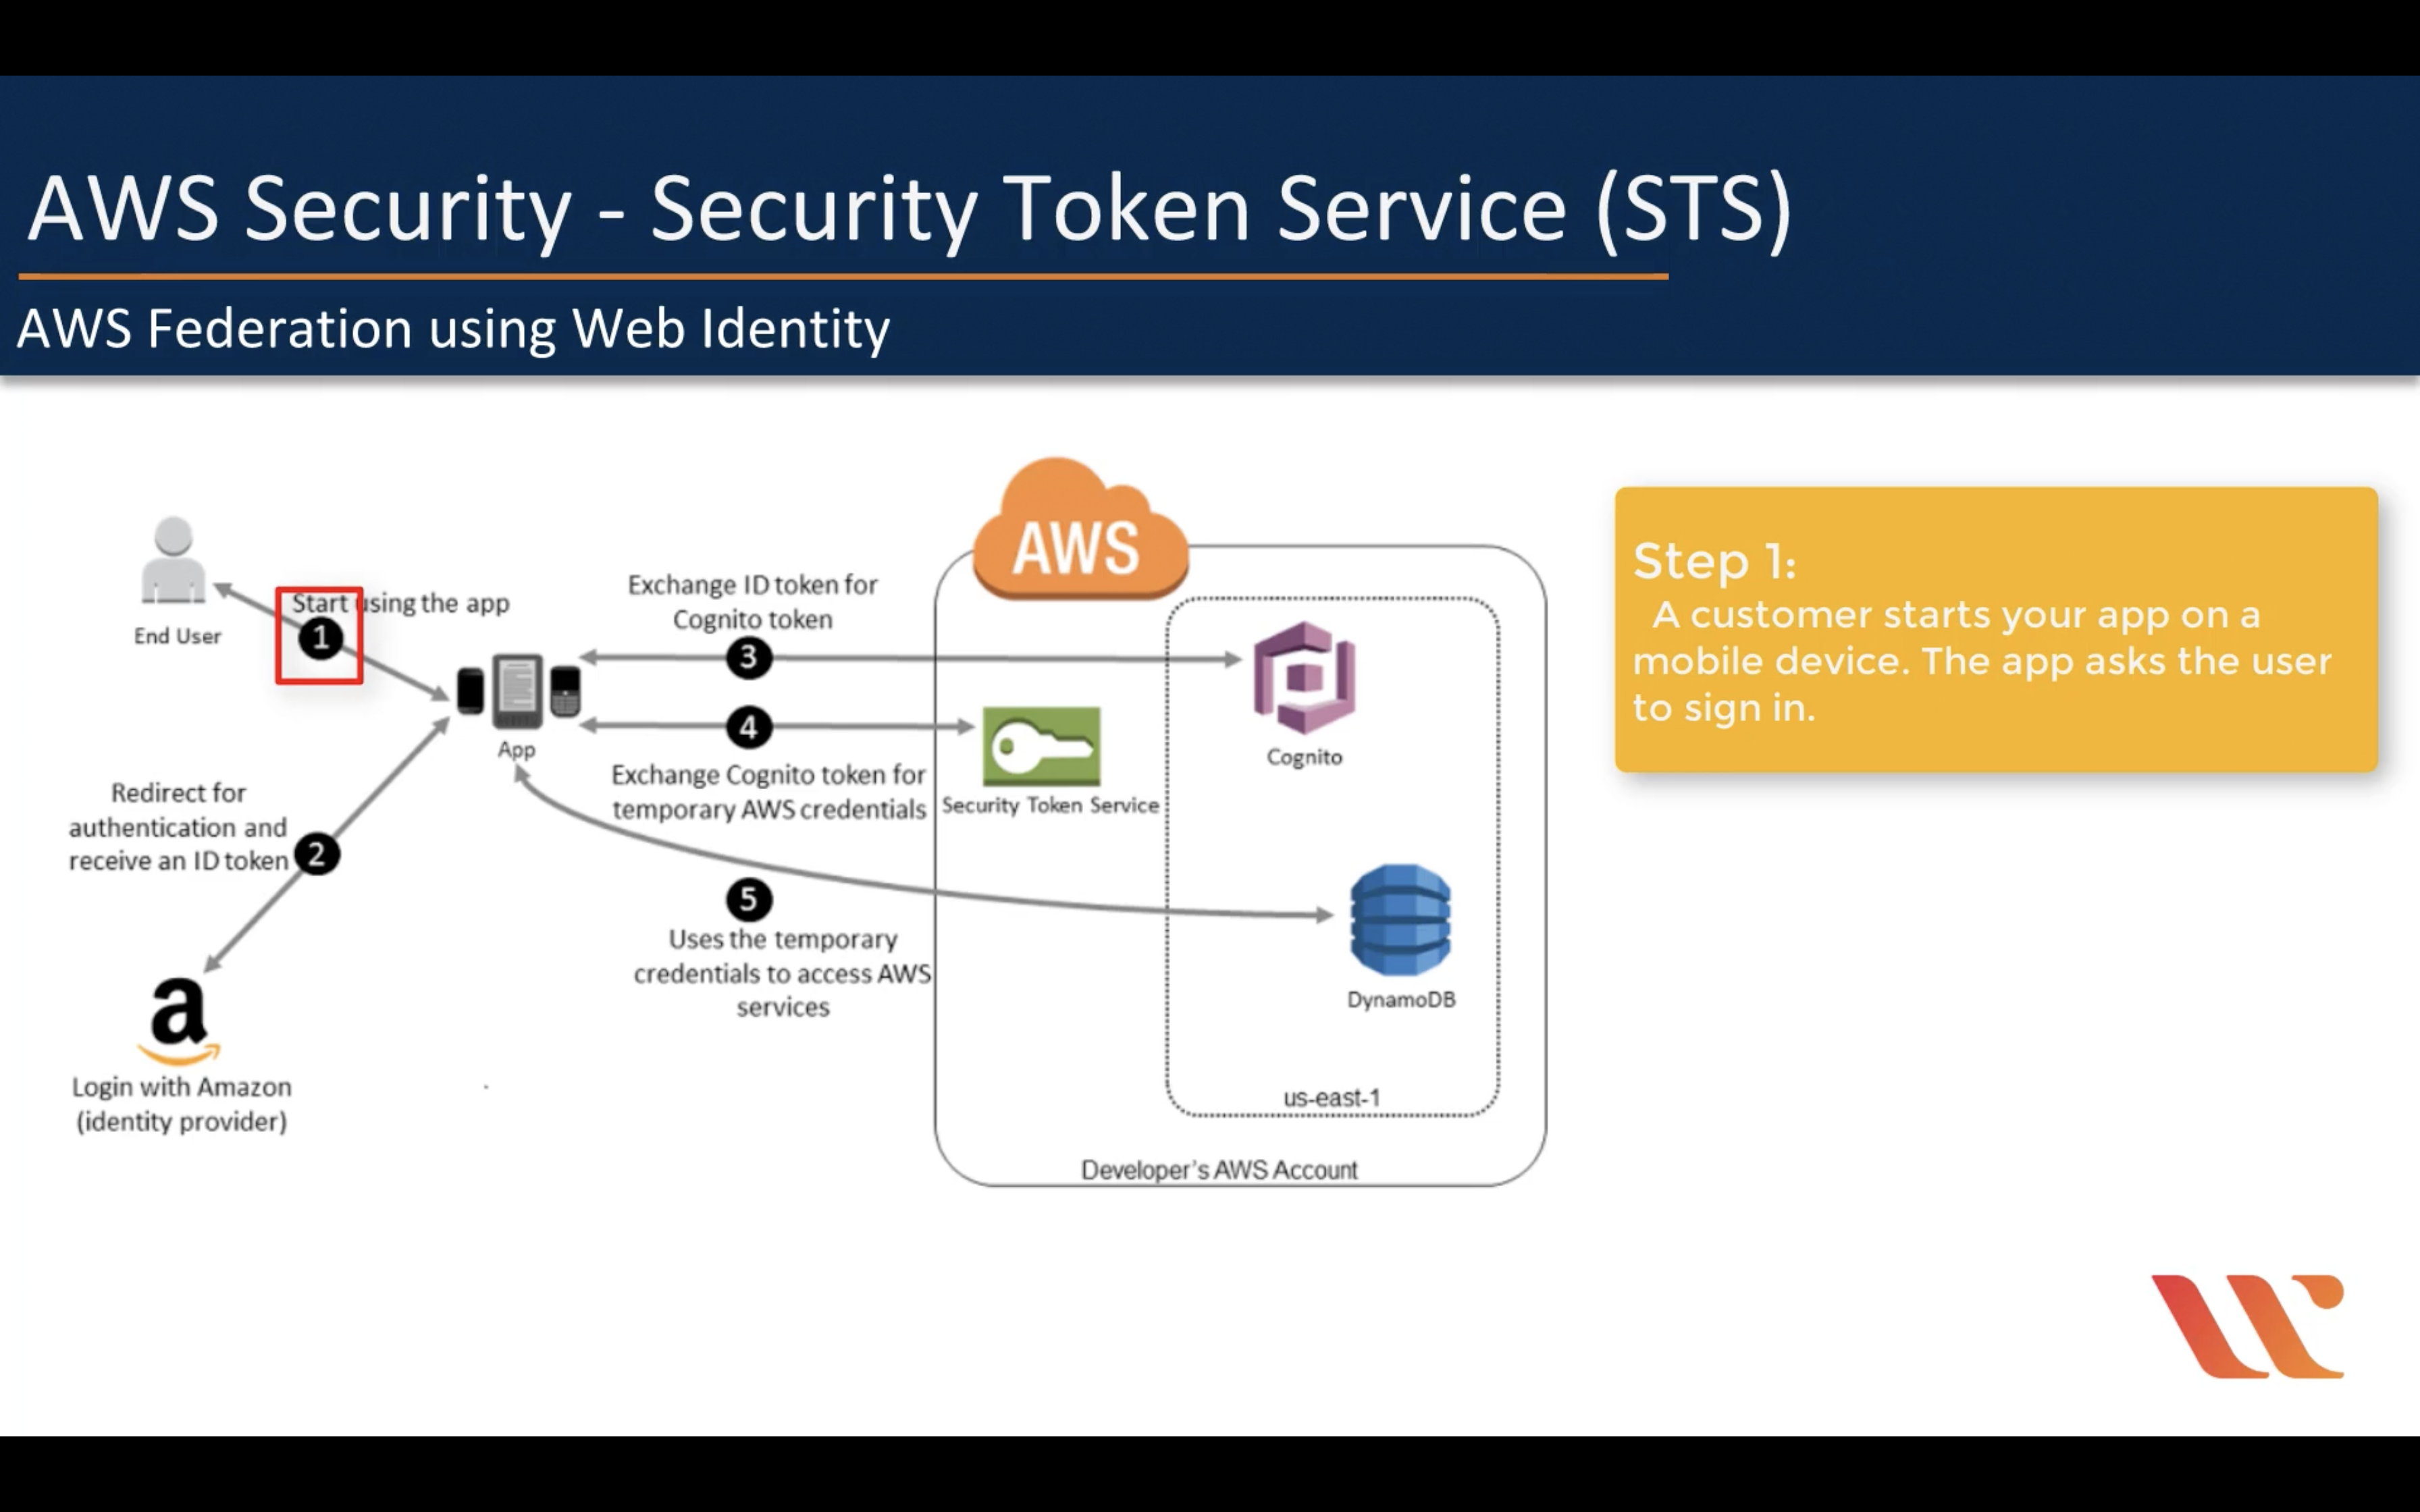 AWS Security - Security Token Service (STS)
AWS Federation using Web Identity
AWS
End User
Start using the app
1
App
Exchange ID token for
Cognito token
3
4
Exchange Cognito token for
temporary AWS credentials
Security Token Service
Cognito
Redirect for
authentication and
receive an ID token
2
5
Uses the temporary
credentials to access AWS
services
DynamoDB
a
Login with Amazon
(identity provider)
us-east-1
Developer's AWS Account
Step 1:
A customer starts your app on a
mobile device. The app asks the user
to sign in.